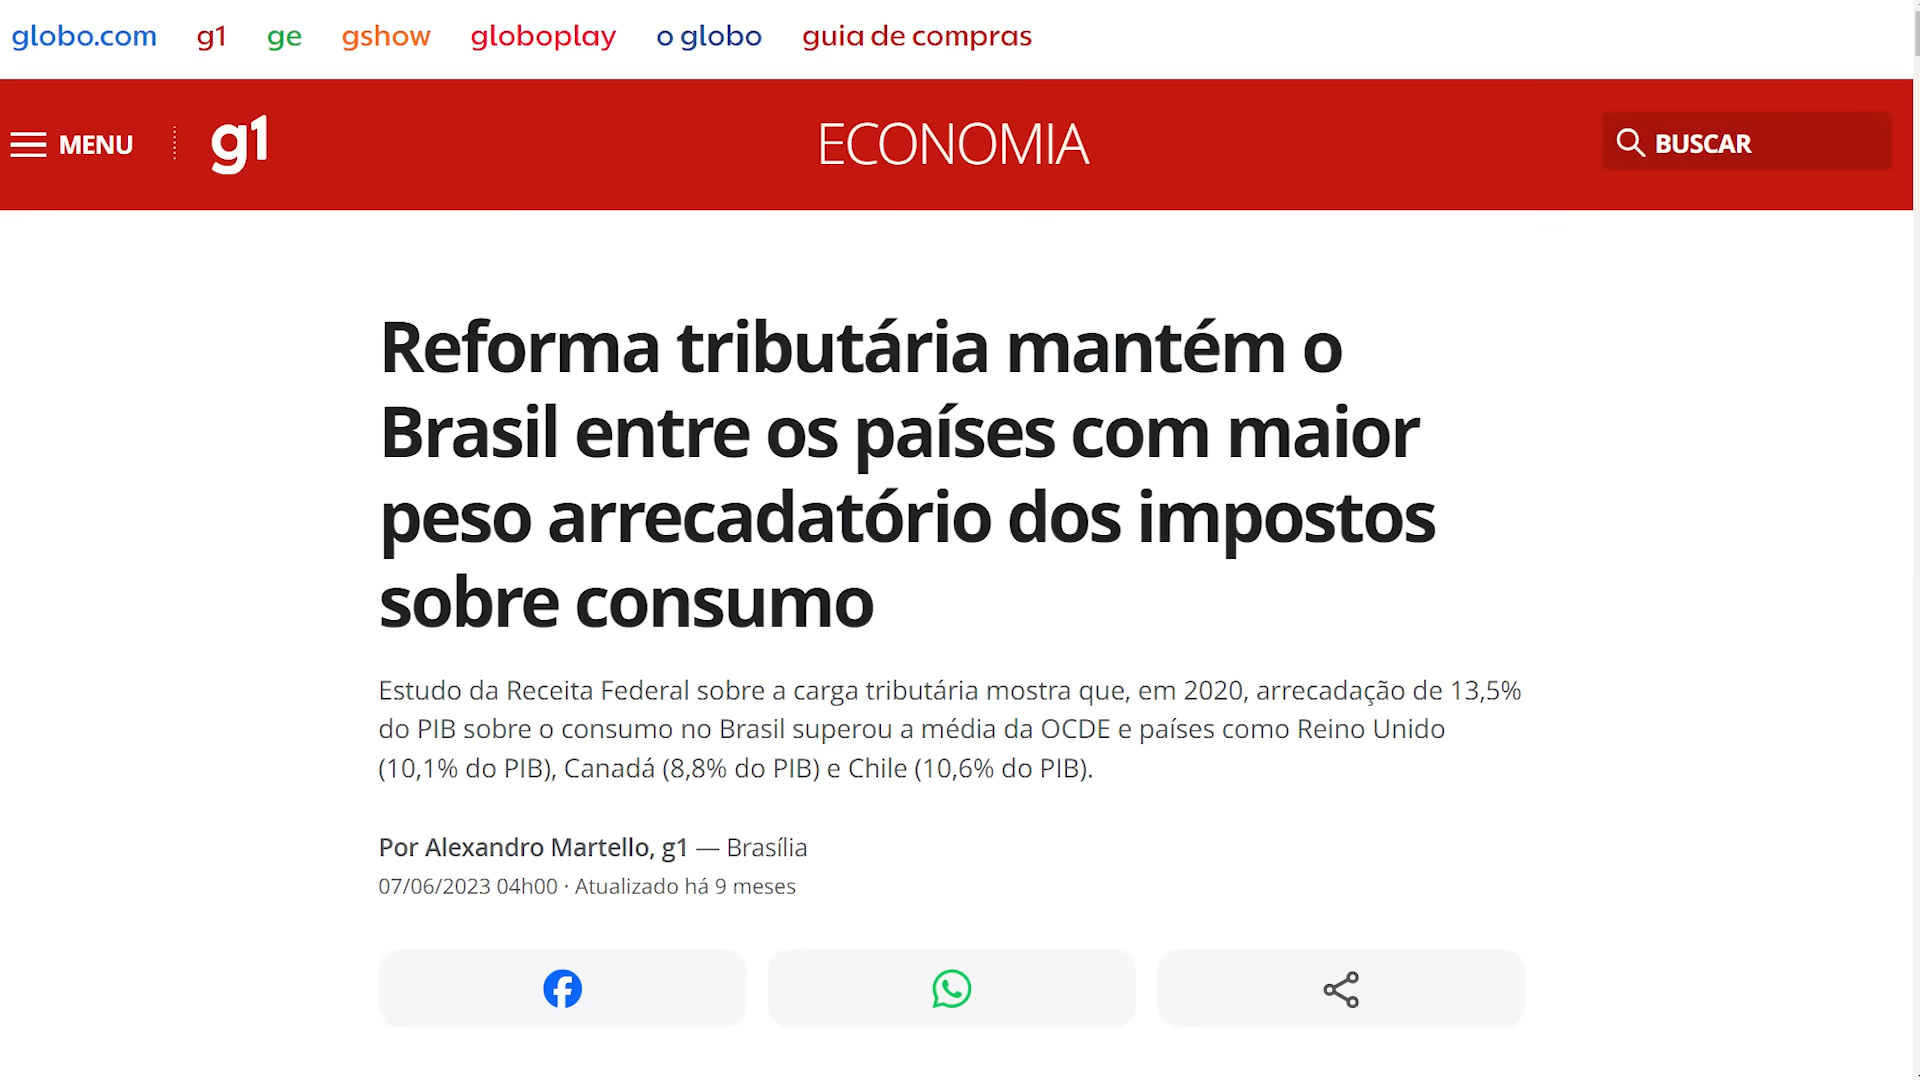 globo.com g1 ge gshow globoplay o globo guia de compras
MENU g1 ECONOMIA BUSCAR
Reforma tributária mantém o
Brasil entre os países com maior
peso arrecadatório dos impostos
sobre consumo
Estudo da Receita Federal sobre a carga tributária mostra que, em 2020, arrecadação de 13,5%
do PIB sobre o consumo no Brasil superou a média da OCDE e países como Reino Unido
(10,1% do PIB), Canadá (8,8% do PIB) e Chile (10,6% do PIB).
Por Alexandro Martello, g1 — Brasília
07/06/2023 04h00 · Atualizado há 9 meses